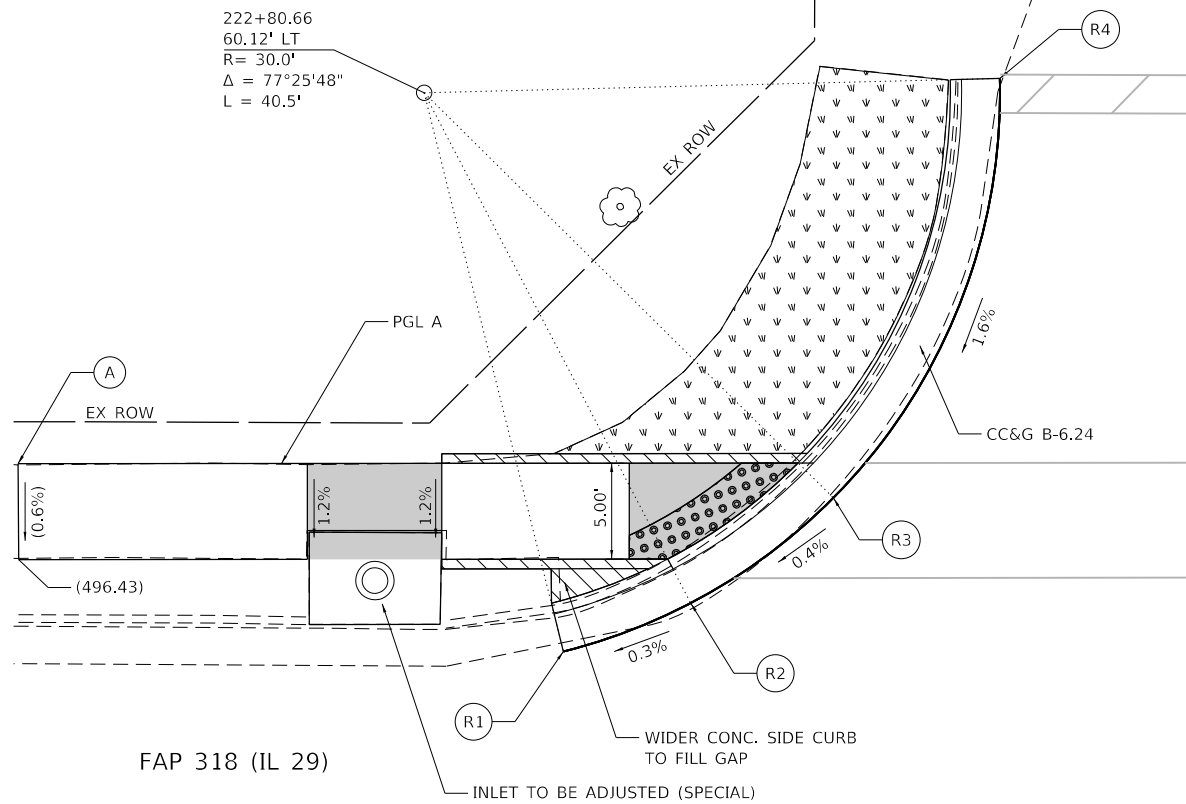 222+80.66
60.12' LT
R= 30.0'
Δ = 77°25'48"
L = 40.5'
R4
EX ROW
PGL A
1.6%
A
EX ROW
CC&G B-6.24
(0.6%)
1.2%
1.2%
5.00'
R3
0.4%
(496.43)
0.3%
R2
R1
WIDER CONC. SIDE CURB
TO FILL GAP
FAP 318 (IL 29)
INLET TO BE ADJUSTED (SPECIAL)